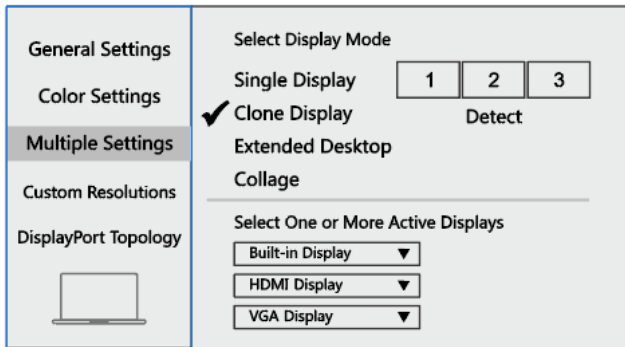 General Settings
Color Settings
Multiple Settings
Custom Resolutions
DisplayPort Topology
Select Display Mode
Single Display
1 2 3
Clone Display
Detect
Extended Desktop
Collage
Select One or More Active Displays
Built-in Display
HDMI Display
VGA Display